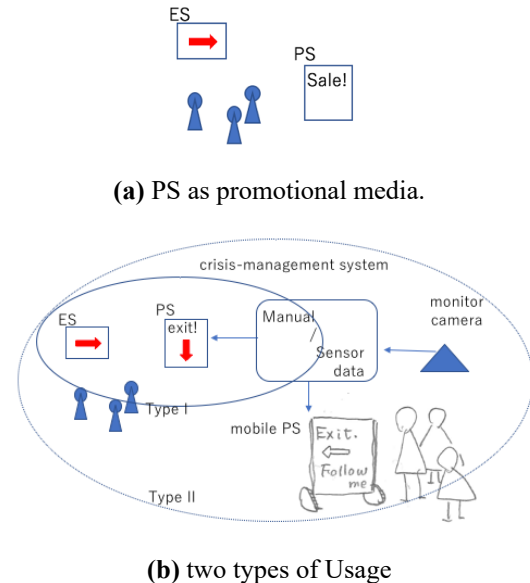 ES
PS
Sale!
(a) PS as promotional media.
crisis-management system
monitor
camera
ES
PS
exit!
Manual
/
Sensor
data
Type I
mobile PS
Exit.
Follow
me
Type II
(b) two types of Usage